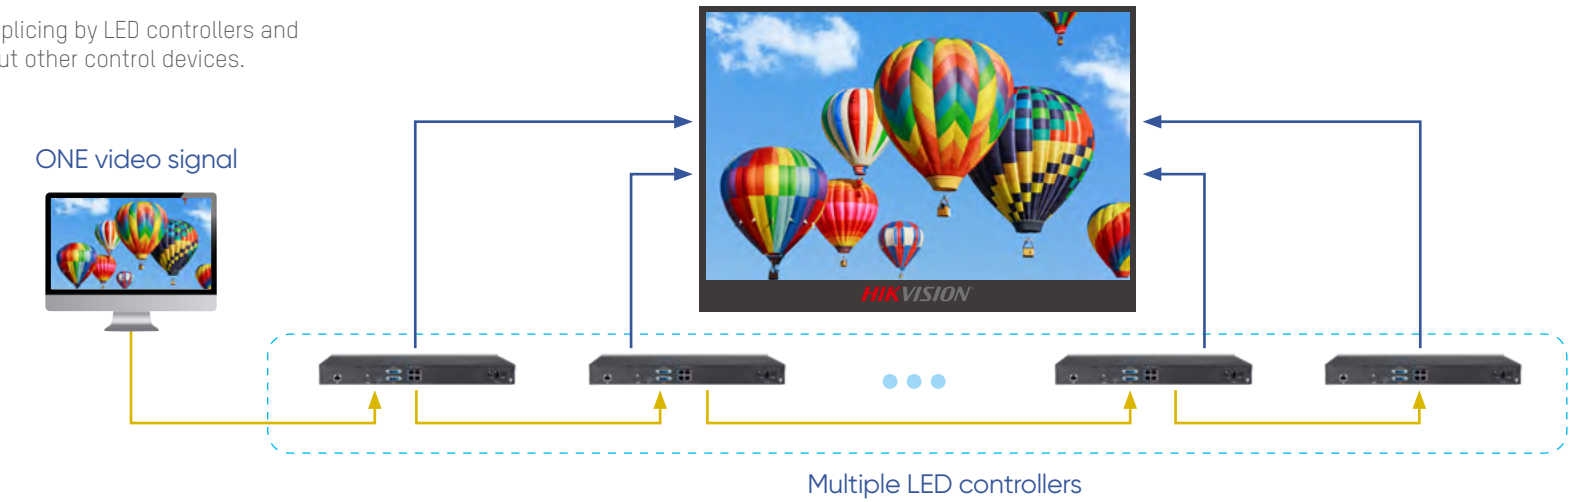 plicing by LED controllers and
ut other control devices.
ONE video signal
HIKVISION
Multiple LED controllers